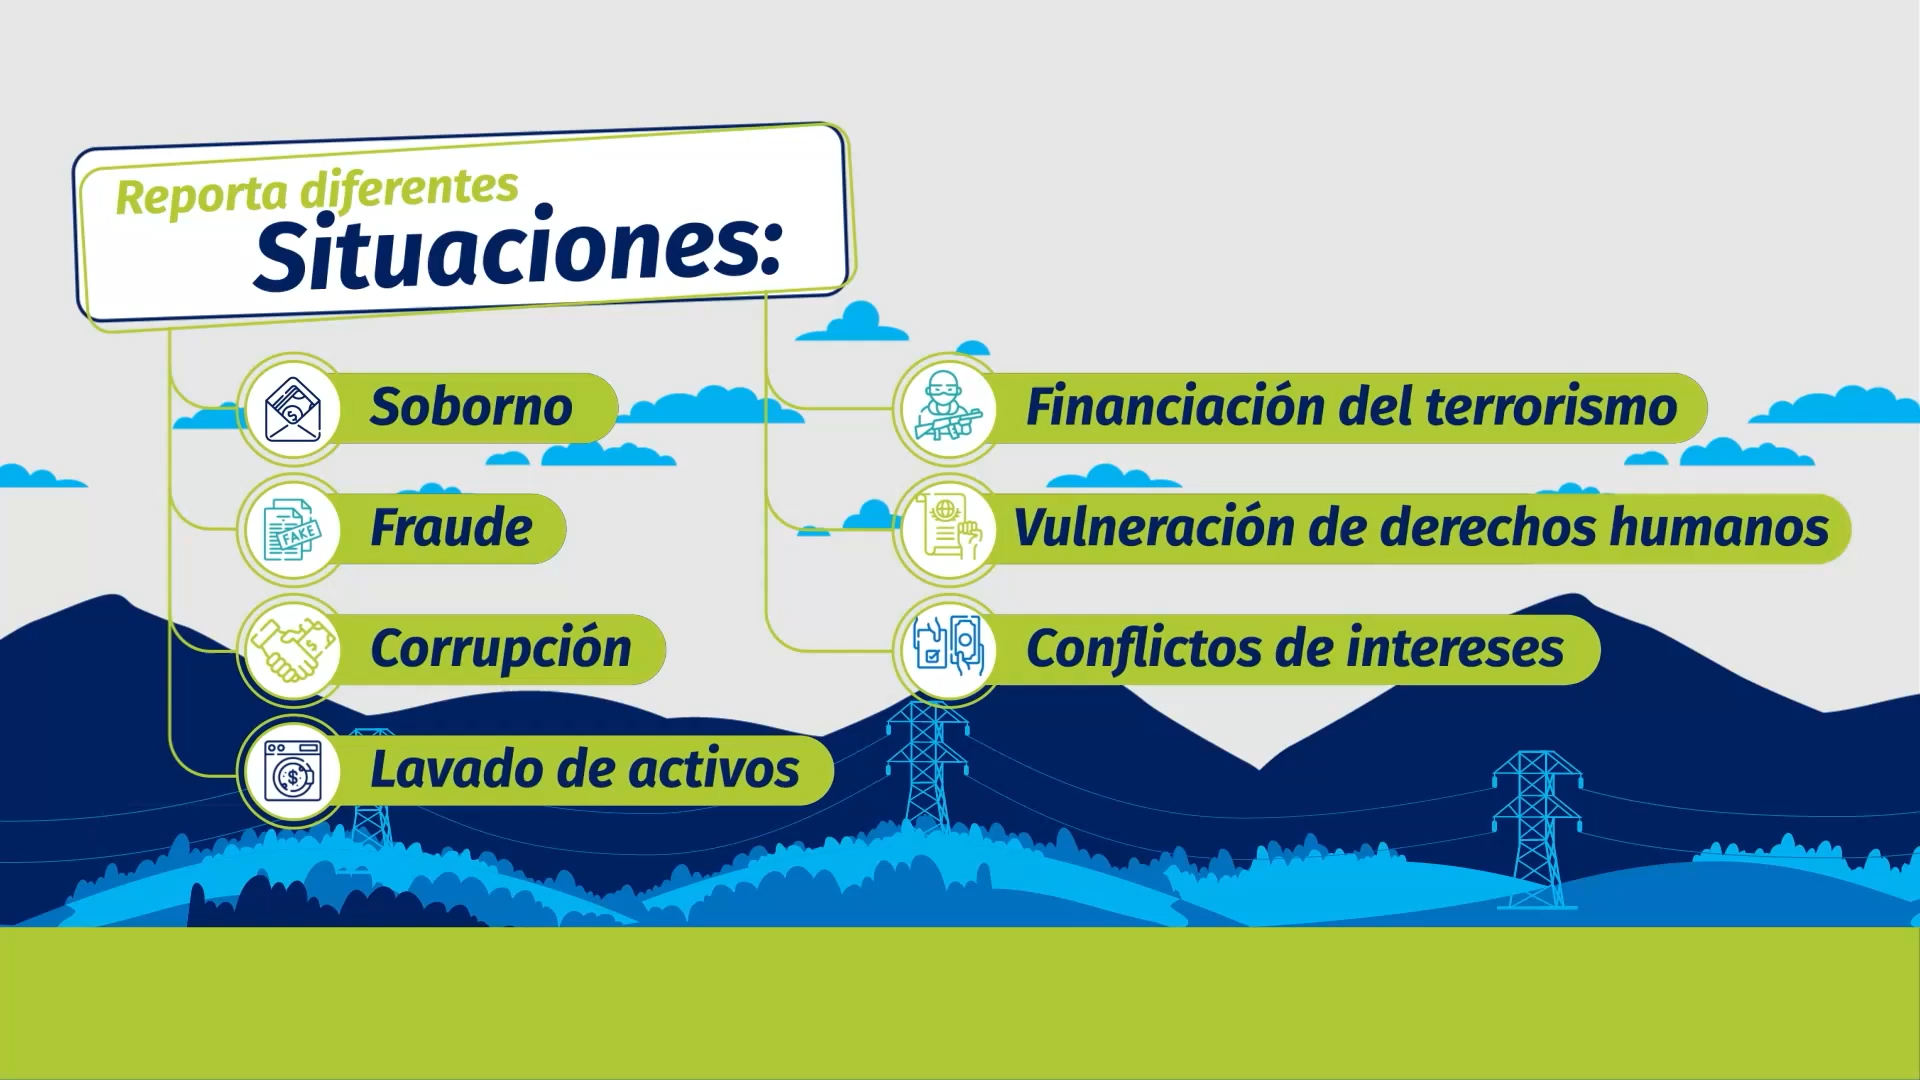 Reporta diferentes
Situaciones:
Soborno
Fraude
FAKE
Corrupción
Lavado de activos
Financiación del terrorismo
Vulneración de derechos humanos
Conflictos de intereses